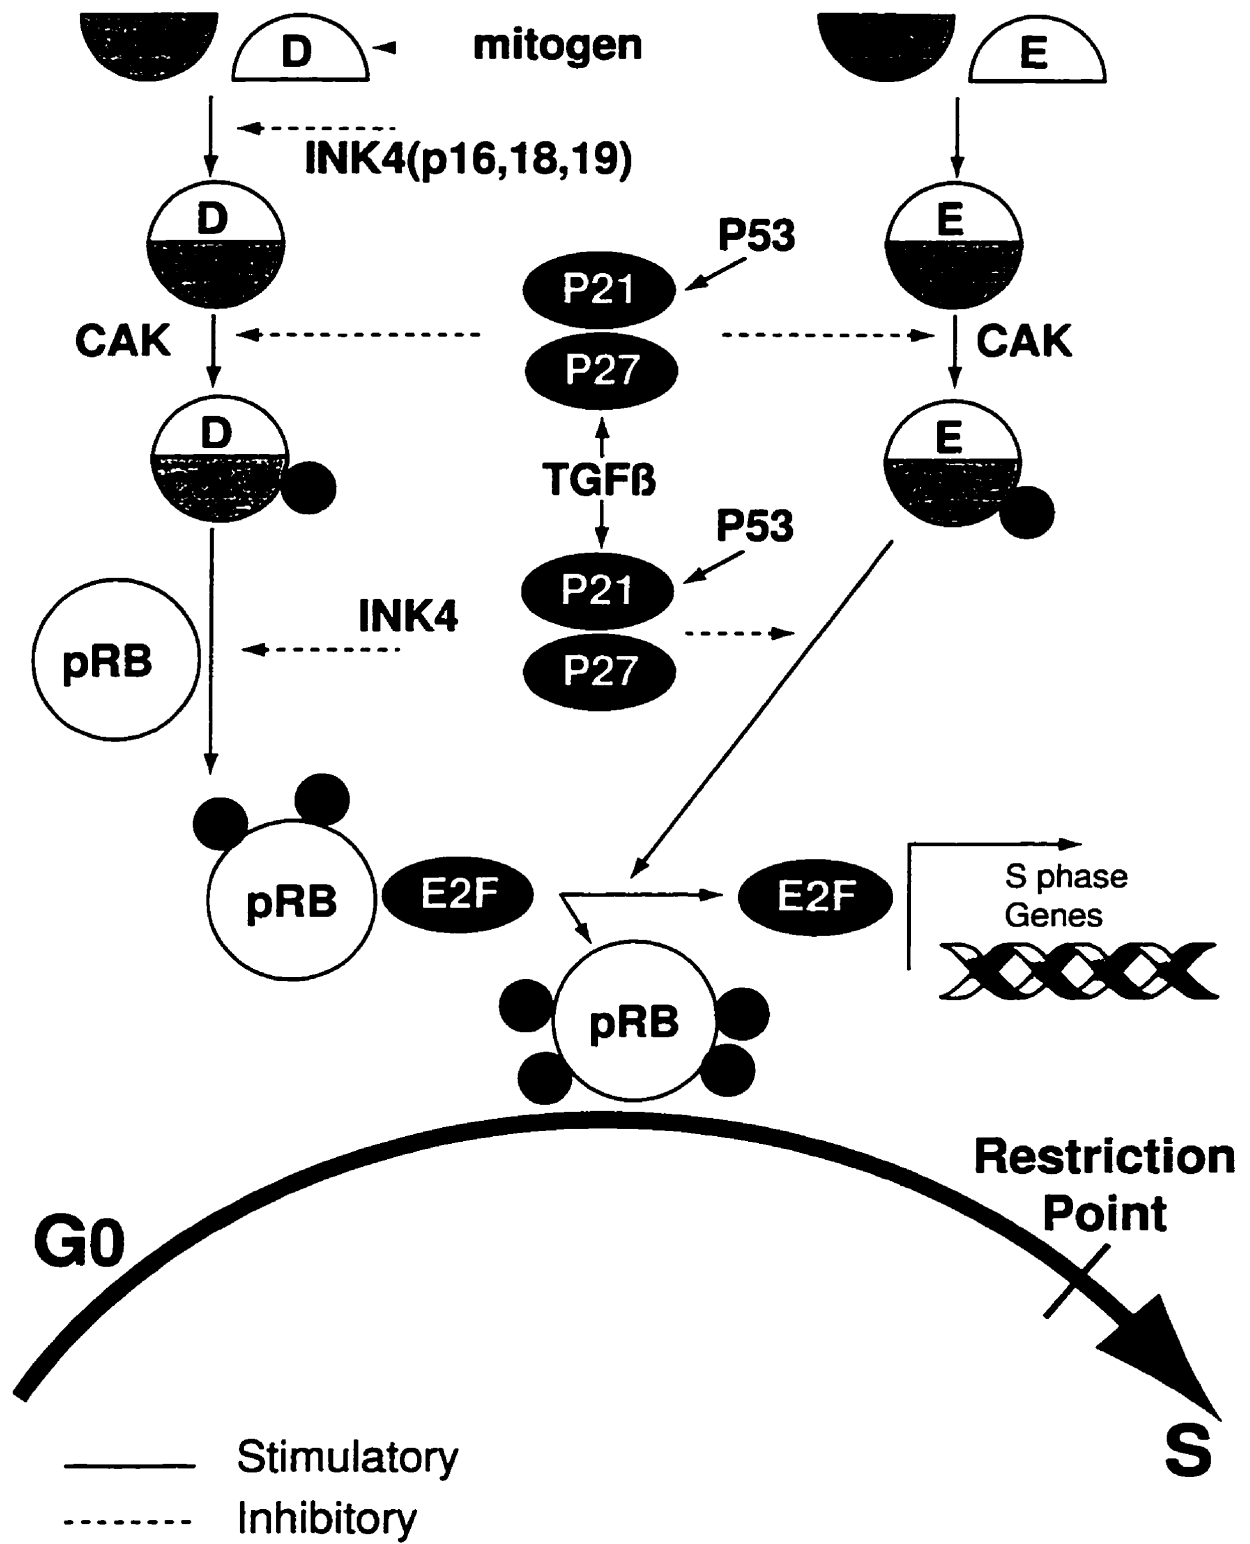 D
mitogen
E
INK4(p16,18,19)
D
P53
E
P21
CAK
P27
CAK
D
E
TGFß
P53
P21
INK4
pRB
P27
pRB
E2F
E2F
S phase
Genes
pRB
Restriction
Point
G0
S
Stimulatory
Inhibitory